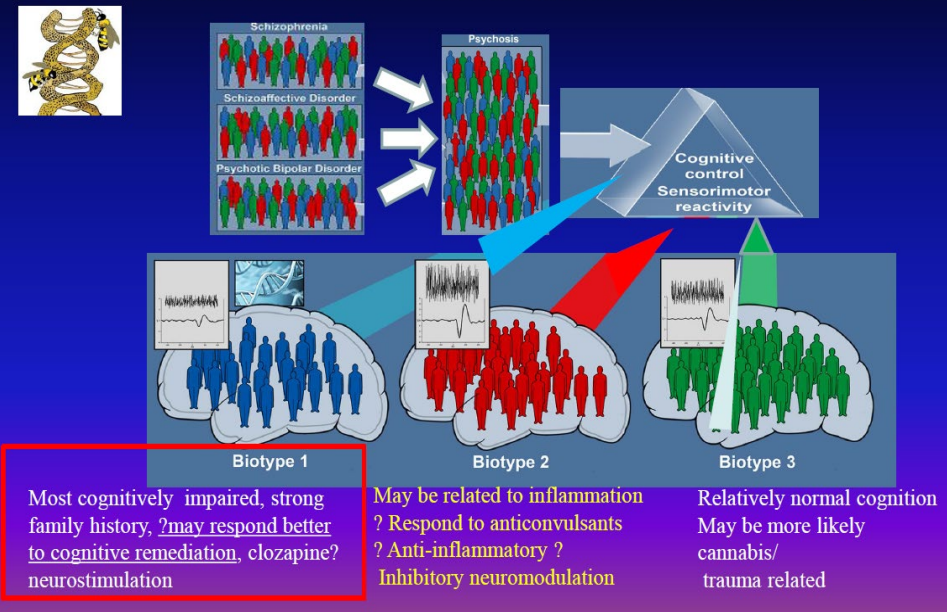 Schizophrenia
Schizoaffective Disorder
Psychotic Bipolar Disorder
Psychosis
Cognitive
control
Sensorimotor
reactivity
Biotype 1
Biotype 2
Biotype 3
Most cognitively impaired, strong
family history, ?may respond better
to cognitive remediation, clozapine?
neurostimulation
May be related to inflammation
? Respond to anticonvulsants
? Anti-inflammatory ?
Inhibitory neuromodulation
Relatively normal cognition
May be more likely
cannabis/
trauma related